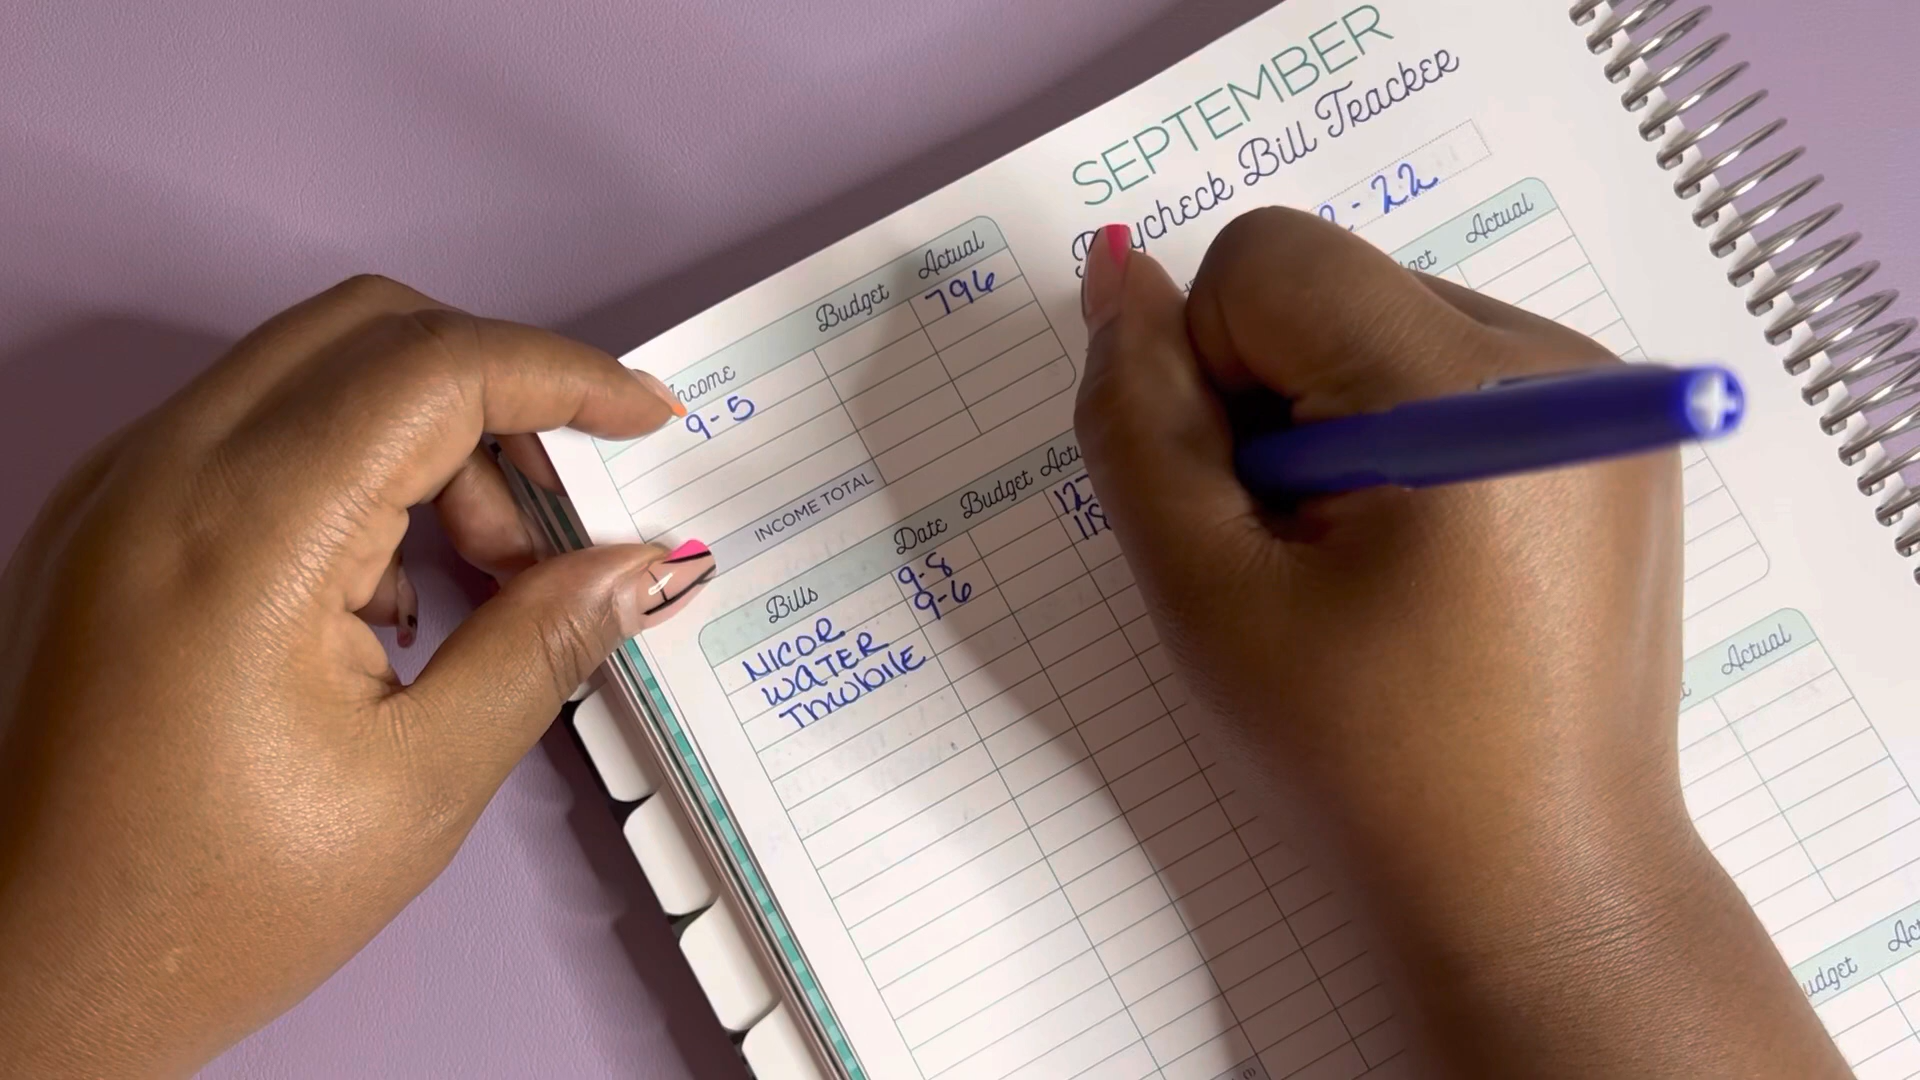 SEPTEMBER
Paycheck Bill Tracker
- 22
Income Budget Actual
9-5 796
INCOME TOTAL
Bills Date Budget
NICOR 9-8
WATER 9-6
Tmobile
Actual
Actual
Budget